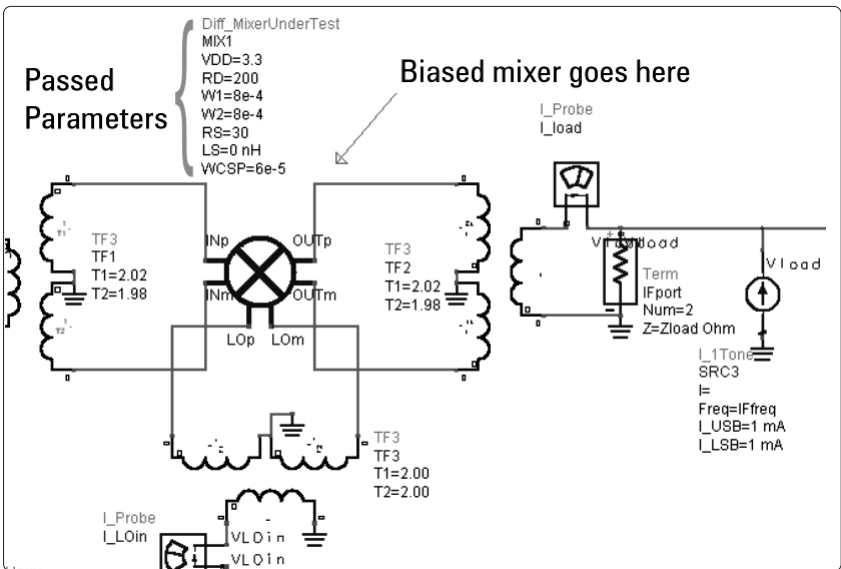 Diff_MixerUnderTest
MIX1
VDD=3.3
RD=200
W1=8e-4
W2=8e-4
RS=30
LS=0 nH
WCSP=6e-5
Passed
Parameters
Biased mixer goes here
I_Probe
I_load
TF3
TF1
T1=2.02
T2=1.98
INp
OUTp
INm
OUTm
LOp
LOm
TF3
TF2
T1=2.02
T2=1.98
Term
IFport
Num=2
Z=Zload Ohm
Vload
I_1Tone
SRC3
I=
Freq=IFfreq
I_USB=1 mA
I_LSB=1 mA
TF3
TF3
T1=2.00
T2=2.00
I_Probe
I_LOin
VLOin
VLOin